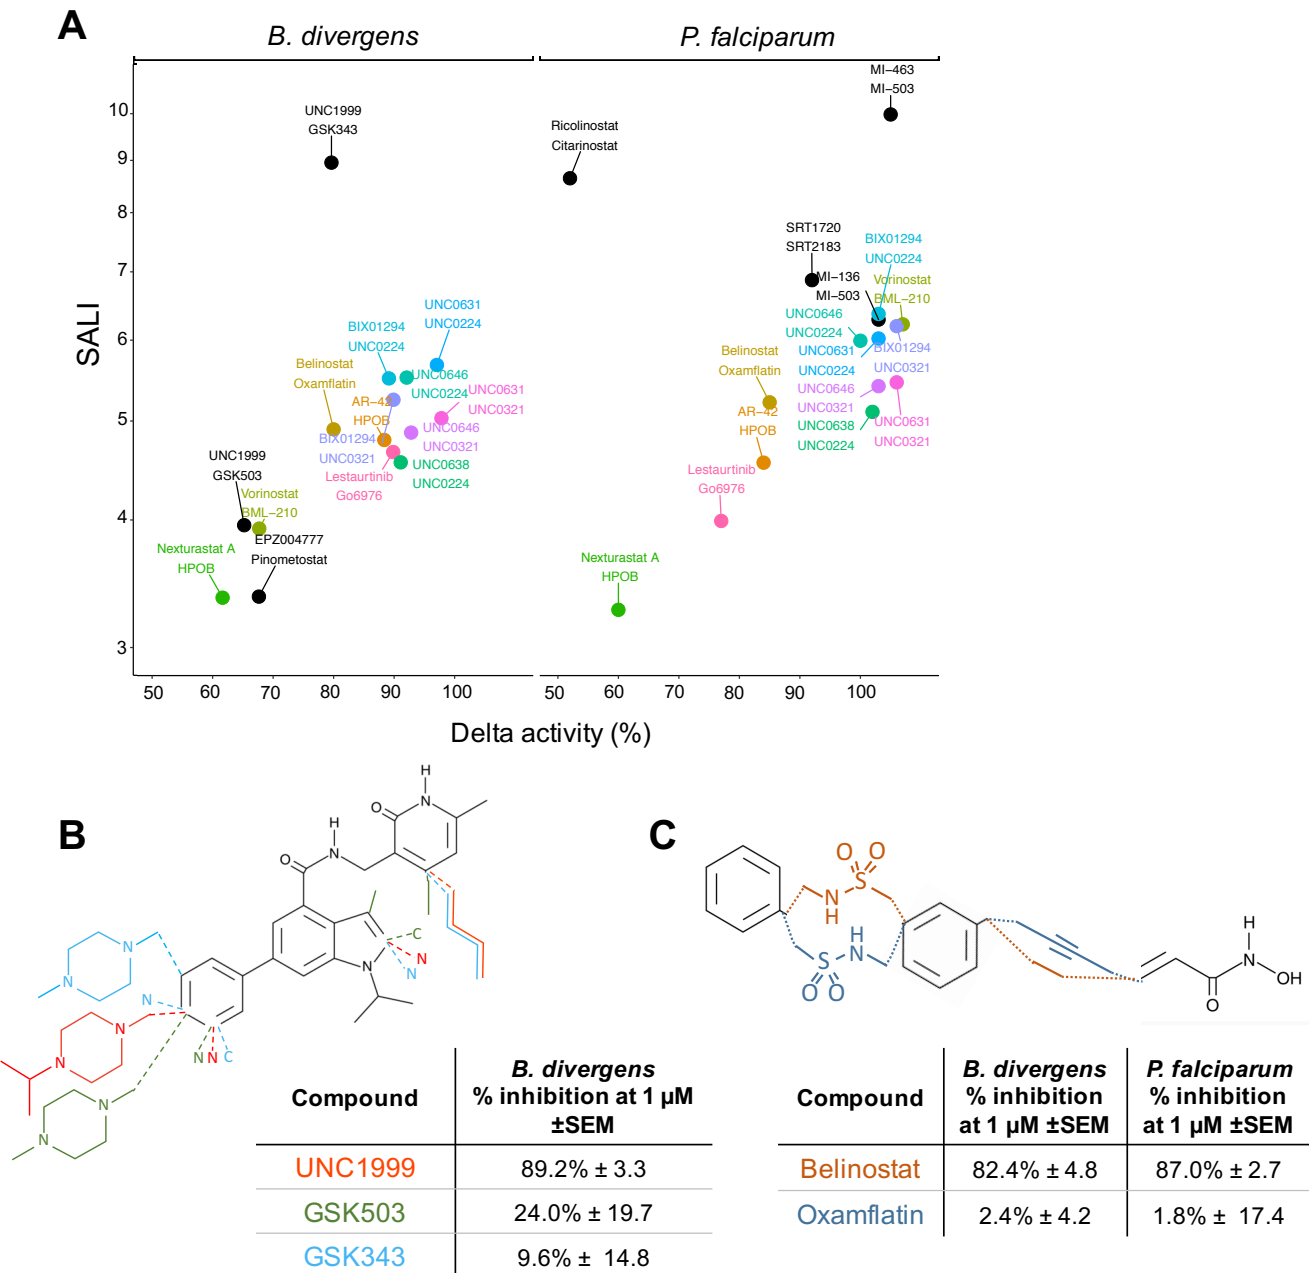 A
B. divergens
P. falciparum
SALI
10
9
8
7
6
5
4
3
UNC1999
GSK343
UNC0631
UNC0224
BIX01294
UNC0224
Belinostat
Oxamflatin
UNC0646
UNC0224
UNC0631
UNC0321
AR-42
HPOB
BIX01294
UNC0321
UNC0646
UNC0321
Lestaurtinib
Go6976
UNC0638
UNC0224
UNC1999
GSK503
Vorinostat
BML-210
EPZ004777
Pinometostat
Nexturastat A
HPOB
MI-463
MI-503
Ricolinostat
Citarinostat
SRT1720
SRT2183
BIX01294
UNC0224
MI-136
MI-503
Vorinostat
BML-210
UNC0646
UNC0224
UNC0631
UNC0224
BIX01294
UNC0321
Belinostat
Oxamflatin
UNC0646
UNC0321
AR-42
HPOB
UNC0638
UNC0224
UNC0631
UNC0321
Lestaurtinib
Go6976
Nexturastat A
HPOB
50 60 70 80 90 100
50 60 70 80 90 100
Delta activity (%)
B
H
O
N
H
O
N
C
N
N
N
N
N
N
N
N
N
N
C
N
N
Compound
B. divergens
% inhibition at 1 µM
±SEM
UNC1999 89.2% ± 3.3
GSK503 24.0% ± 19.7
GSK343 9.6% ± 14.8
C
O O
S
N
H
H
N
S
O O
H
N
OH
O
Compound
B. divergens
% inhibition
at 1 µM ±SEM
P. falciparum
% inhibition
at 1 µM ±SEM
Belinostat 82.4% ± 4.8 87.0% ± 2.7
Oxamflatin 2.4% ± 4.2 1.8% ± 17.4